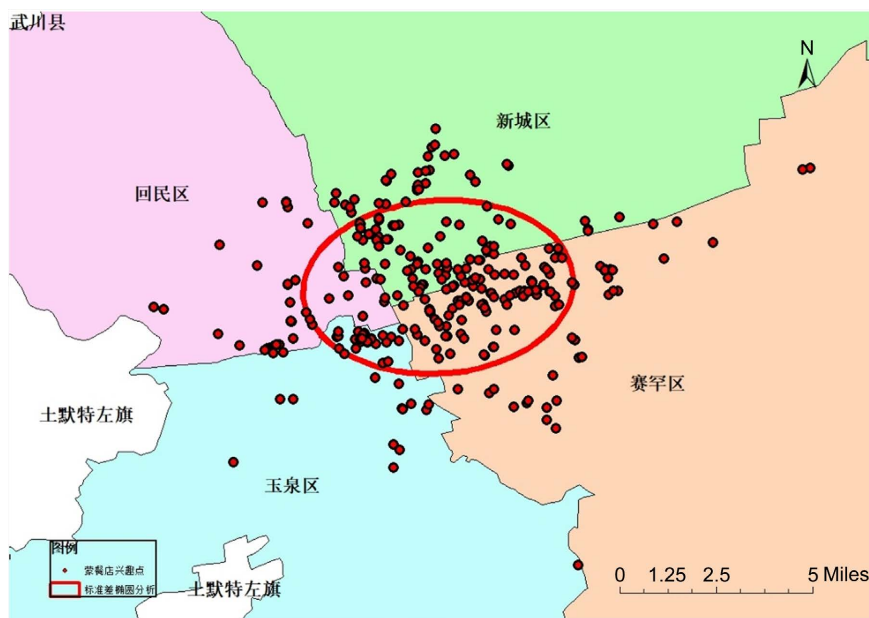 武川县
N
新城区
回民区
赛罕区
土默特左旗
玉泉区
图例
蒙餐店兴趣点
标准差椭圆分析
土默特左旗
0 1.25 2.5 5 Miles